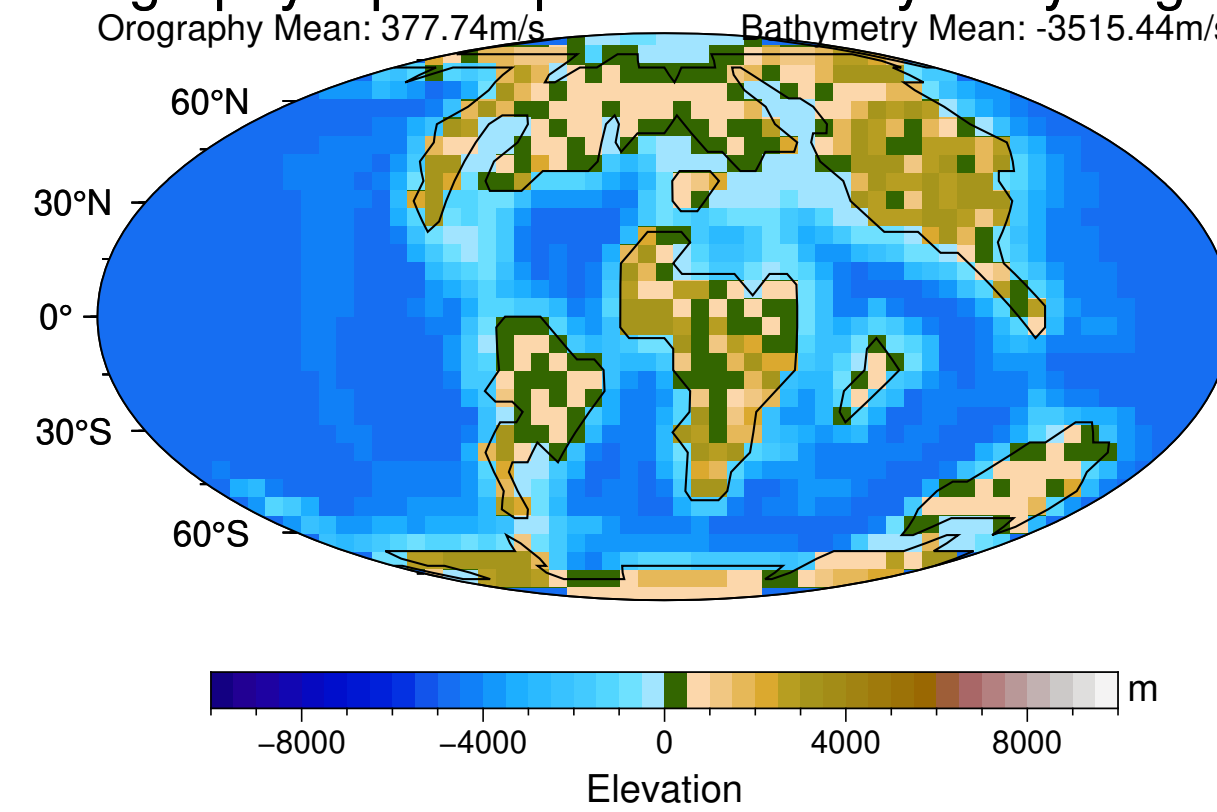 Orography Mean: 377.74m/s Bathymetry Mean: -3515.44m/s
60°N
30°N
0°
30°S
60°S
m
−8000 −4000 0 4000 8000
Elevation